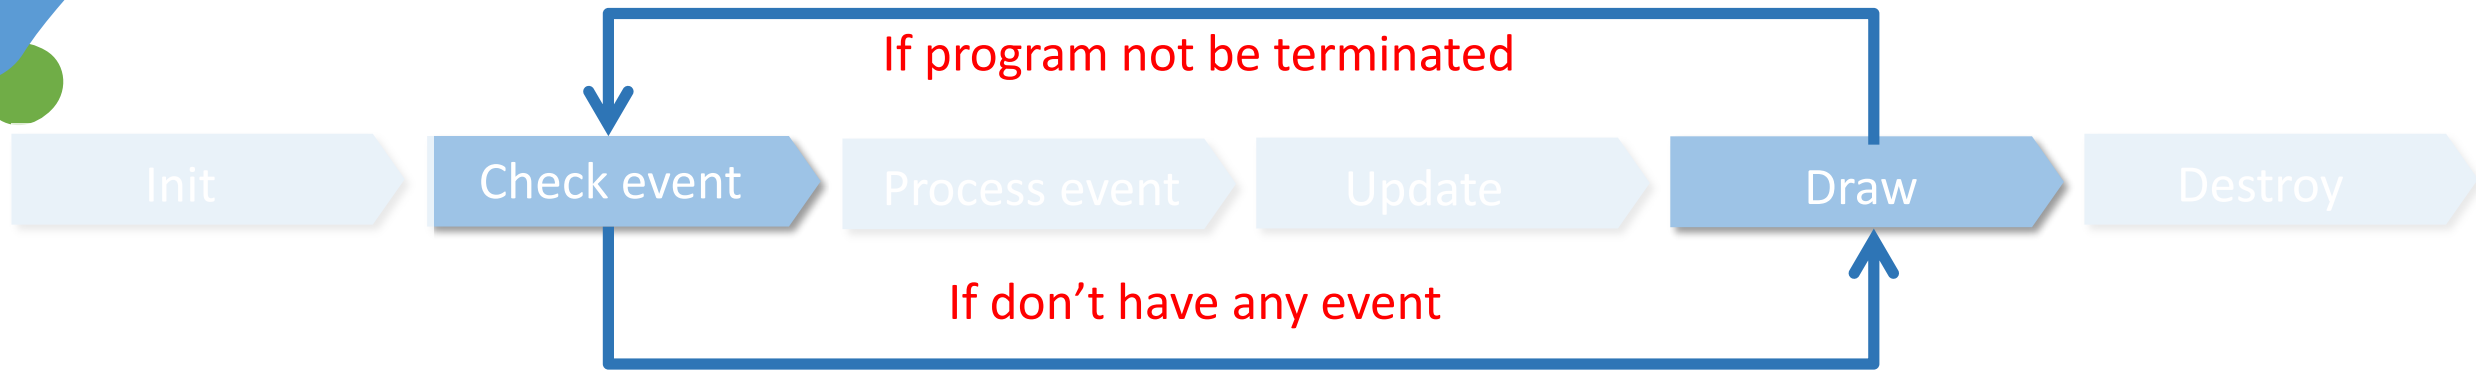 If program not be terminated
Init
Check event
Process event
Update
Draw
Destroy
If don't have any event